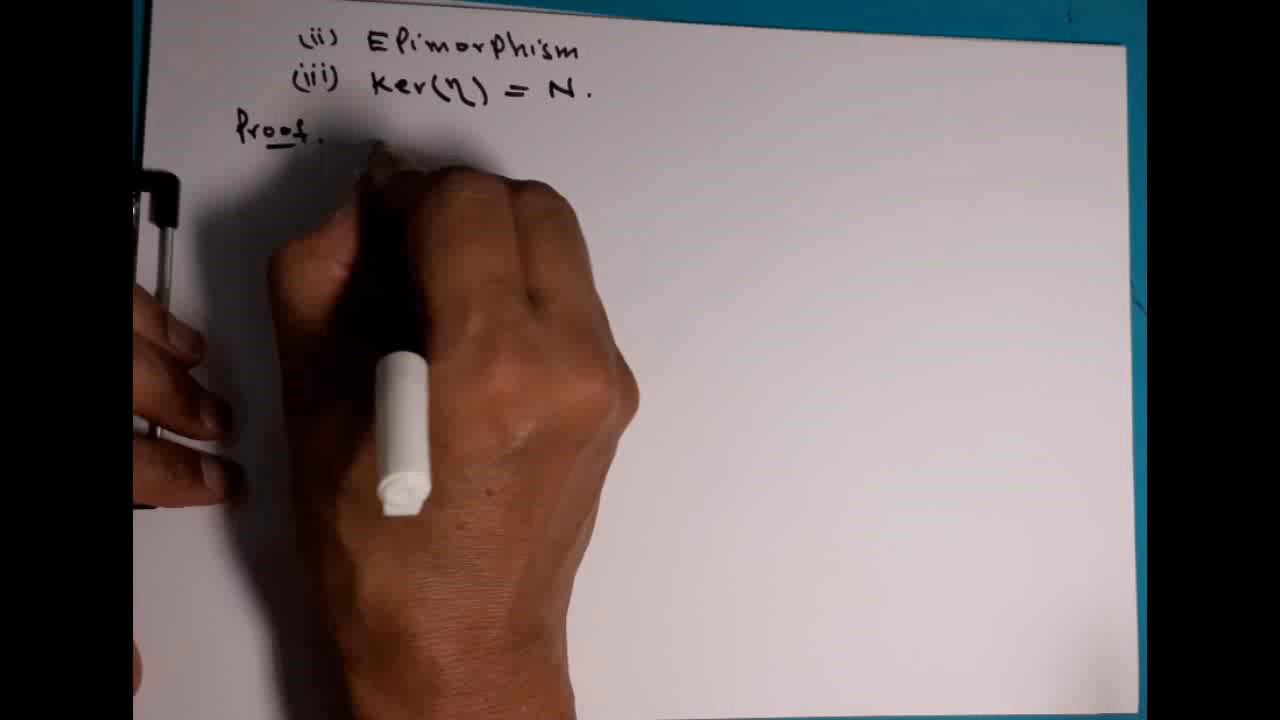 (ii) Epimorphism
(iii) Ker(η) = N.
Proof.